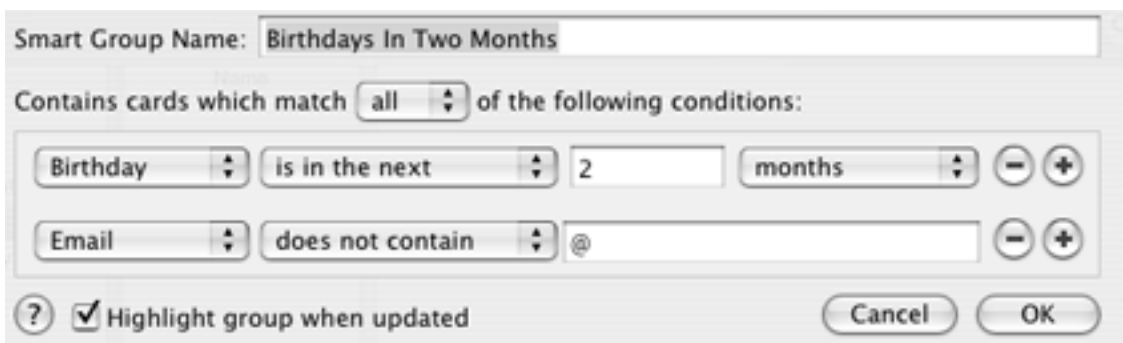 Smart Group Name: Birthdays In Two Months
Name
Contains cards which match all of the following conditions:
Birthday is in the next 2 months
Email does not contain @
? Highlight group when updated Cancel OK